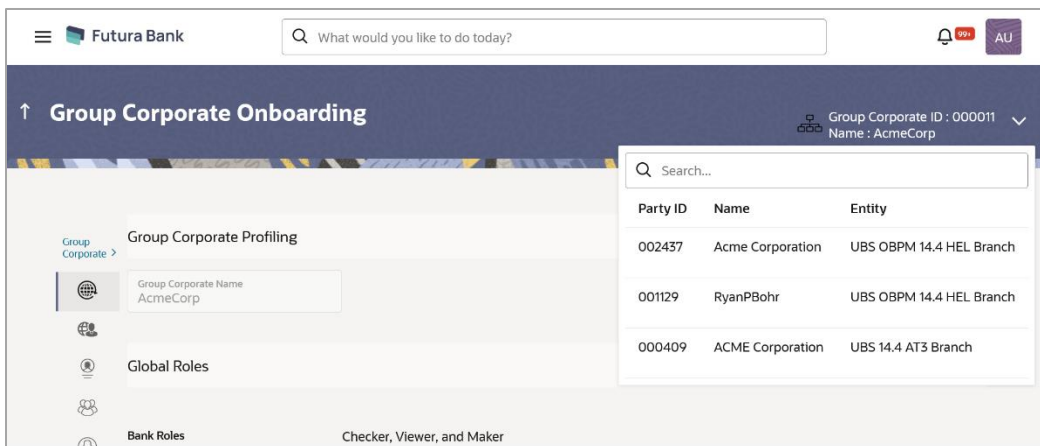 Futura Bank
What would you like to do today?
99+
AU
Group Corporate Onboarding
Group Corporate ID : 000011
Name : AcmeCorp
Search...
Party ID Name Entity
002437 Acme Corporation UBS OBPM 14.4 HEL Branch
001129 RyanPBohr UBS OBPM 14.4 HEL Branch
000409 ACME Corporation UBS 14.4 AT3 Branch
Group
Corporate >
Group Corporate Profiling
Group Corporate Name
AcmeCorp
Global Roles
Bank Roles Checker, Viewer, and Maker